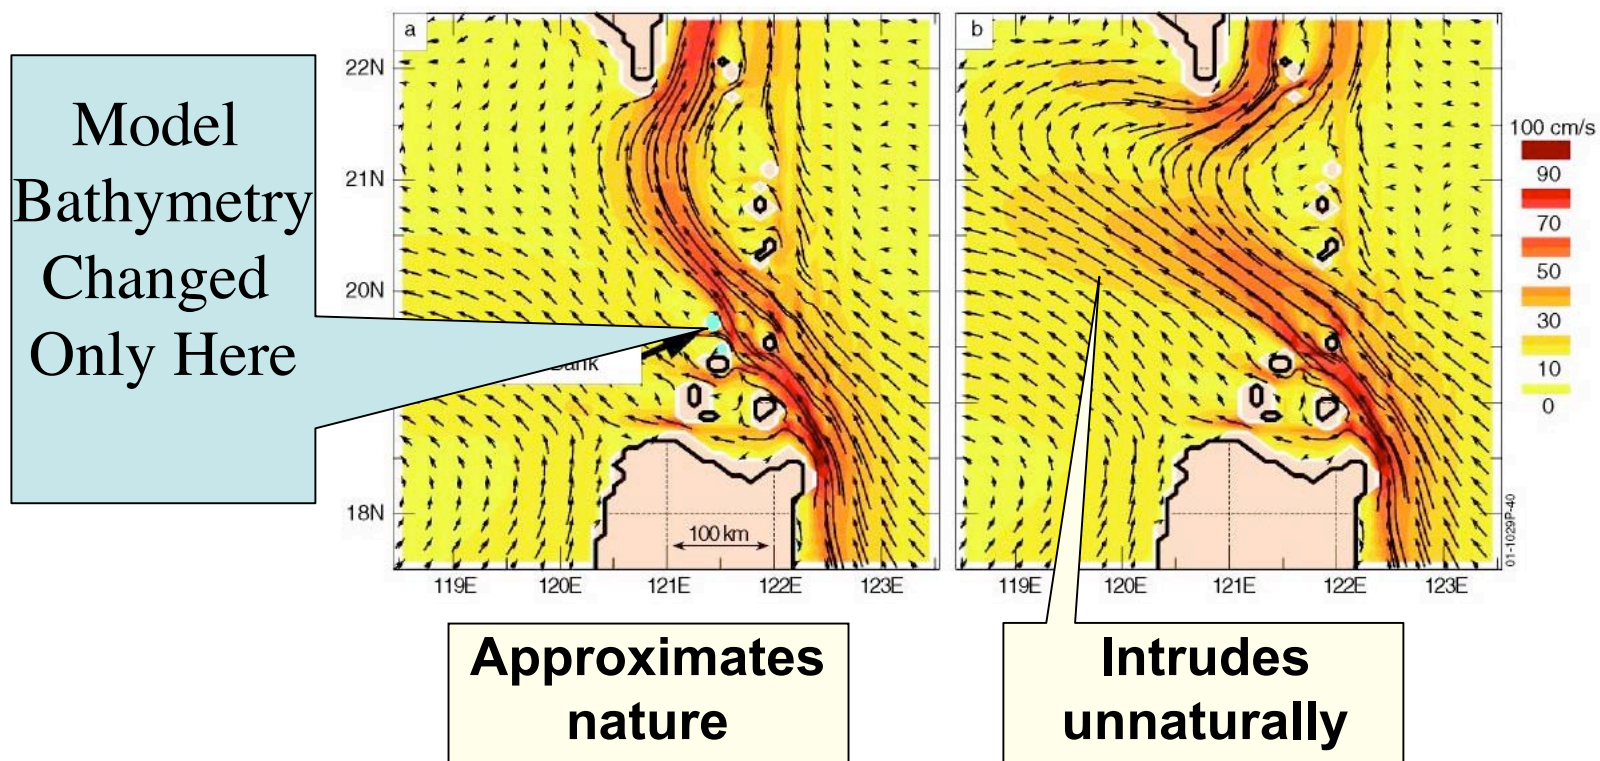 Model
Bathymetry
Changed
Only Here
a
22N
21N
20N
18N
Bank
100 km
119E 120E 121E 122E 123E
b
119E 120E 121E 122E 123E
01-1029P-40
100 cm/s
90
70
50
30
10
0
Approximates
nature
Intrudes
unnaturally